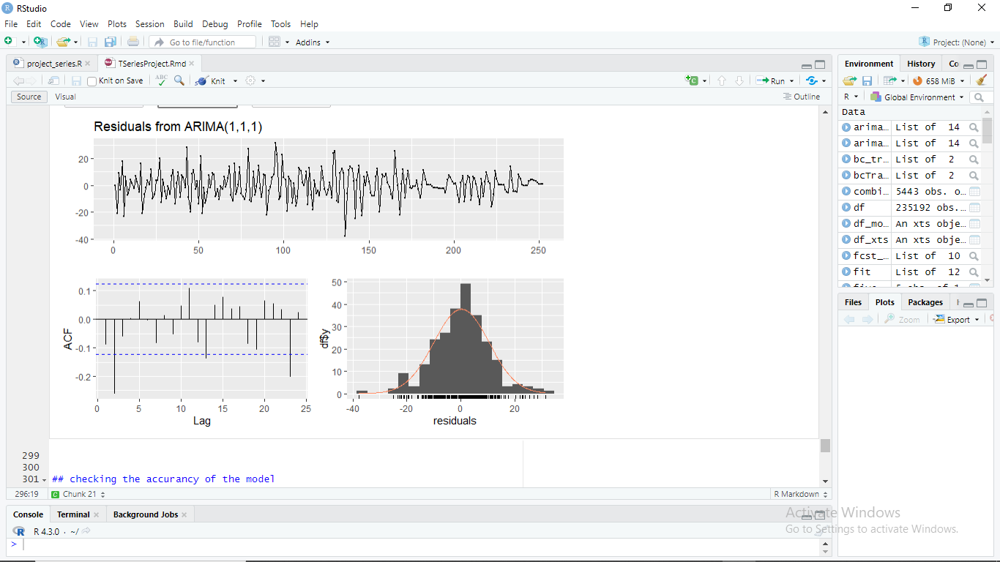 RStudio
File Edit Code View Plots Session Build Debug Profile Tools Help
Go to file/function Addins Project: (None)
project_series.R TSeriesProject.Rmd
Knit on Save ABC Knit Run
Source Visual Outline
Residuals from ARIMA(1,1,1)
20
0
-20
-40
0 50 100 150 200 250
0.1
0.0
-0.1
-0.2
ACF
0 5 10 15 20 25
Lag
50
40
30
20
10
0
df$y
-40 -20 0 20
residuals
299
300
301 ## checking the accurancy of the model
296:19 Chunk 21 R Markdown
Console Terminal Background Jobs
R 4.3.0 · ~/
>
Environment History Co
658 MiB
R Global Environment
Data
arima… List of 14
arima… List of 14
bc_tr… List of 2
bcTra… List of 2
combi… 5443 obs. o…
df 235192 obs.…
df_mo… An xts obje…
df_xts An xts obje…
fcst_… List of 10
fit List of 12
Files Plots Packages
Zoom Export
Activate Windows
Go to Settings to activate Windows.